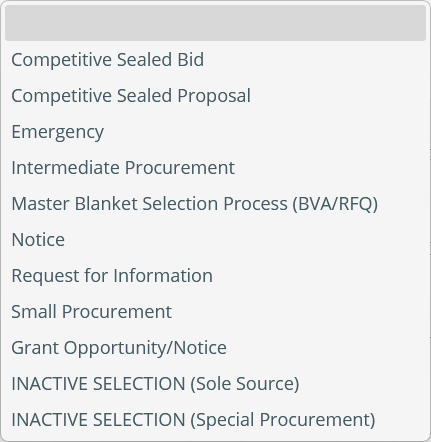 Competitive Sealed Bid
Competitive Sealed Proposal
Emergency
Intermediate Procurement
Master Blanket Selection Process (BVA/RFQ)
Notice
Request for Information
Small Procurement
Grant Opportunity/Notice
INACTIVE SELECTION (Sole Source)
INACTIVE SELECTION (Special Procurement)